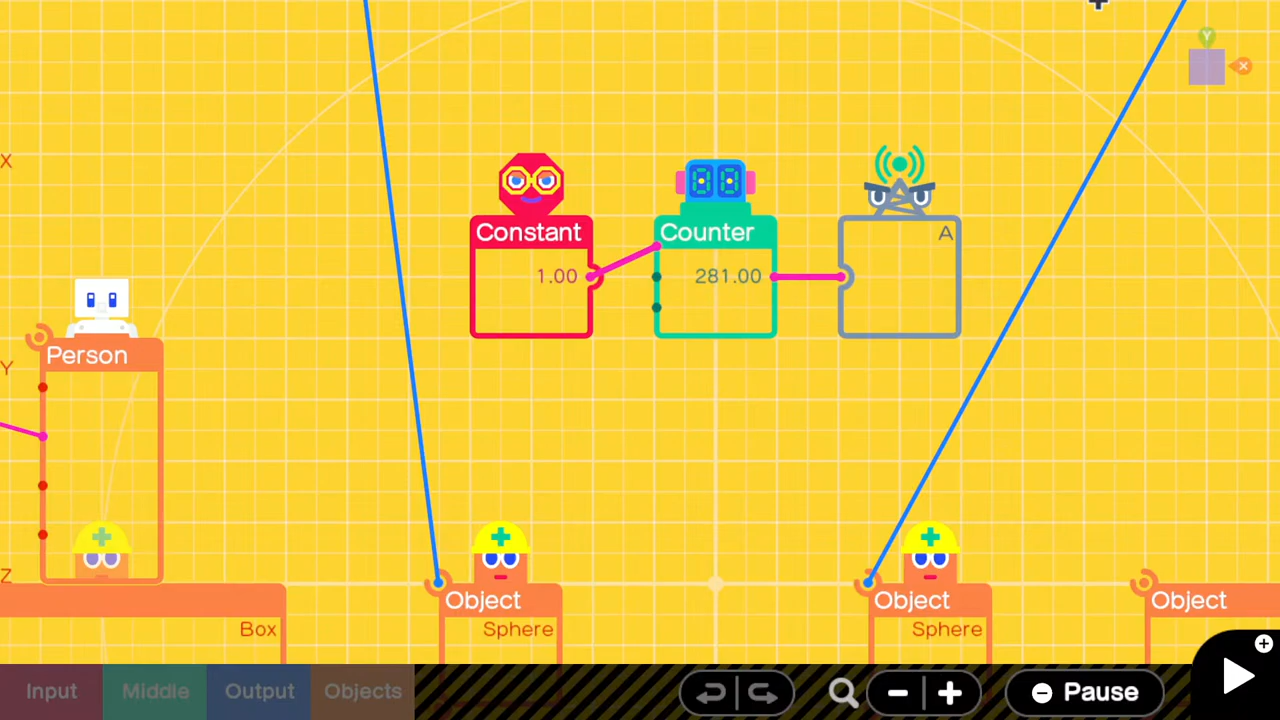 X
Constant
Counter
A
1.00
281.00
Person
Y
Z
Object
Object
Object
Box
Sphere
Sphere
Input
Middle
Output
Objects
Pause
Y
X